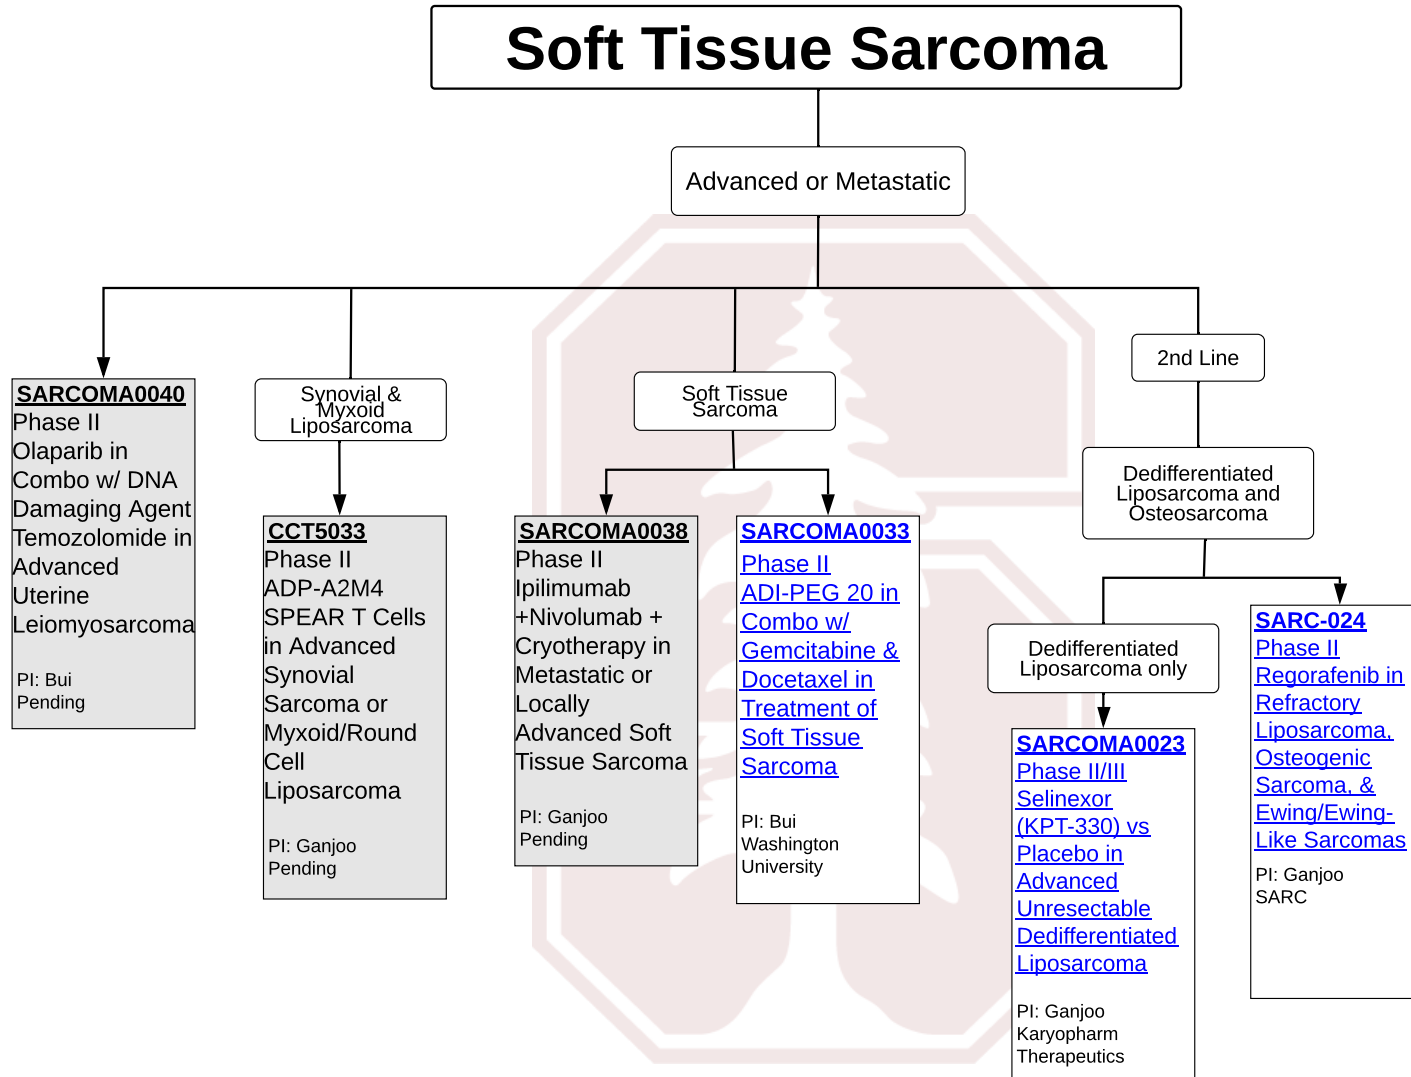 Soft Tissue Sarcoma
Advanced or Metastatic
SARCOMA0040
Phase II
Olaparib in
Combo w/ DNA
Damaging Agent
Temozolomide in
Advanced
Uterine
Leiomyosarcoma
PI: Bui
Pending
Synovial &
Myxoid
Liposarcoma
CCT5033
Phase II
ADP-A2M4
SPEAR T Cells
in Advanced
Synovial
Sarcoma or
Myxoid/Round
Cell
Liposarcoma
PI: Ganjoo
Pending
Soft Tissue
Sarcoma
SARCOMA0038
Phase II
Ipilimumab
+Nivolumab +
Cryotherapy in
Metastatic or
Locally
Advanced Soft
Tissue Sarcoma
PI: Ganjoo
Pending
SARCOMA0033
Phase II
ADI-PEG 20 in
Combo w/
Gemcitabine &
Docetaxel in
Treatment of
Soft Tissue
Sarcoma
PI: Bui
Washington
University
2nd Line
Dedifferentiated
Liposarcoma and
Osteosarcoma
Dedifferentiated
Liposarcoma only
SARCOMA0023
Phase II/III
Selinexor
(KPT-330) vs
Placebo in
Advanced
Unresectable
Dedifferentiated
Liposarcoma
PI: Ganjoo
Karyopharm
Therapeutics
SARC-024
Phase II
Regorafenib in
Refractory
Liposarcoma,
Osteogenic
Sarcoma, &
Ewing/Ewing-
Like Sarcomas
PI: Ganjoo
SARC